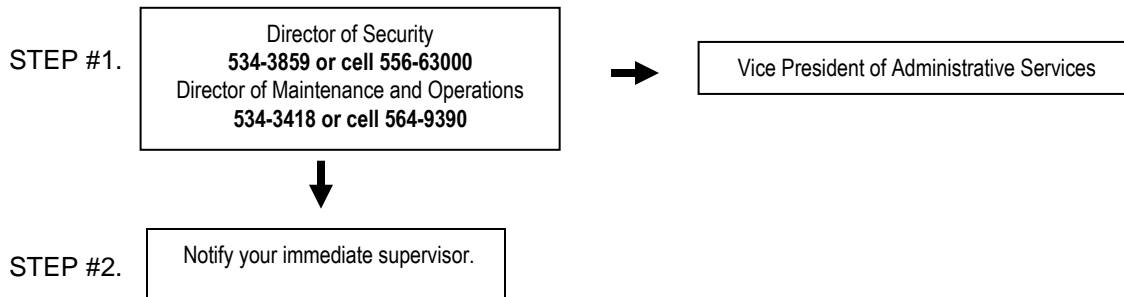 STEP #1.
Director of Security
534-3859 or cell 556-63000
Director of Maintenance and Operations
534-3418 or cell 564-9390
Vice President of Administrative Services
STEP #2.
Notify your immediate supervisor.